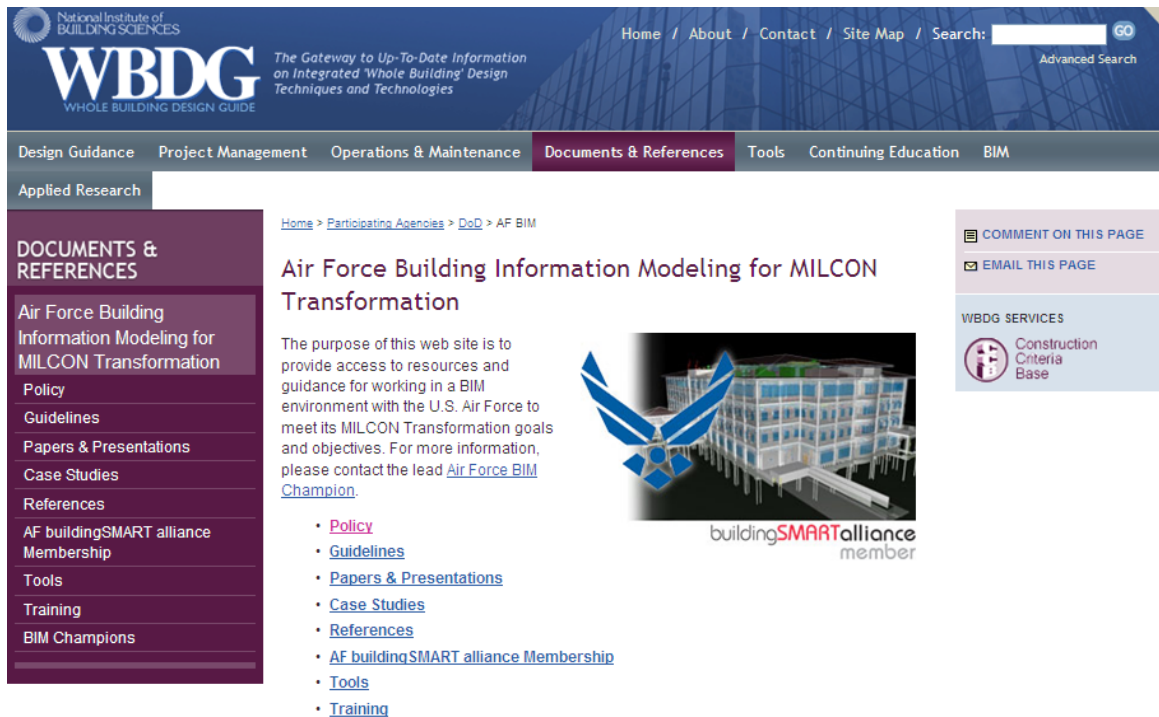 National Institute of
BUILDING SCIENCES
WBDG
WHOLE BUILDING DESIGN GUIDE
The Gateway to Up-To-Date Information
on Integrated 'Whole Building' Design
Techniques and Technologies
Home / About / Contact / Site Map / Search: GO
Advanced Search
Design Guidance Project Management Operations & Maintenance Documents & References Tools Continuing Education BIM
Applied Research
DOCUMENTS &
REFERENCES
Air Force Building
Information Modeling for
MILCON Transformation
Policy
Guidelines
Papers & Presentations
Case Studies
References
AF buildingSMART alliance
Membership
Tools
Training
BIM Champions
Home > Participating Agencies > DoD > AF BIM
Air Force Building Information Modeling for MILCON
Transformation
The purpose of this web site is to
provide access to resources and
guidance for working in a BIM
environment with the U.S. Air Force to
meet its MILCON Transformation goals
and objectives. For more information,
please contact the lead Air Force BIM
Champion.
buildingSMARTalliance
member
• Policy
• Guidelines
• Papers & Presentations
• Case Studies
• References
• AF buildingSMART alliance Membership
• Tools
• Training
COMMENT ON THIS PAGE
EMAIL THIS PAGE
WBDG SERVICES
Construction
Criteria
Base